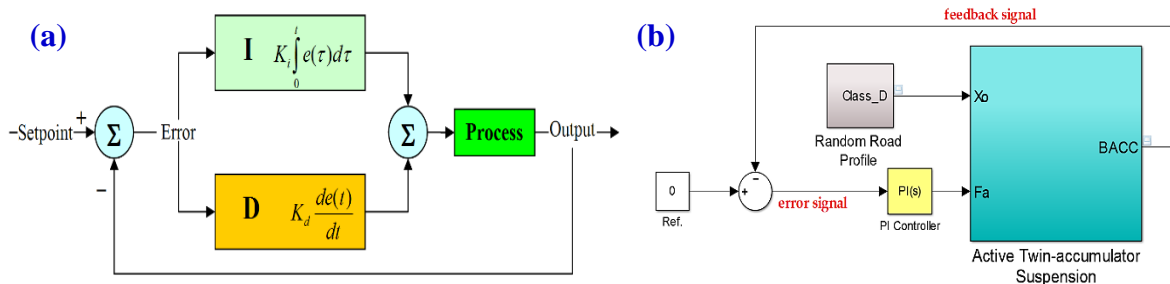 (a)
I K_i ∫_0^t e(τ)dτ
–Setpoint
+
Σ
Error
Σ
Process
Output
−
D K_d de(t)/dt
(b)
feedback signal
Class_D
Random Road
Profile
Xo
BACC
0
Ref.
+
−
error signal
PI(s)
PI Controller
Fa
Active Twin-accumulator
Suspension